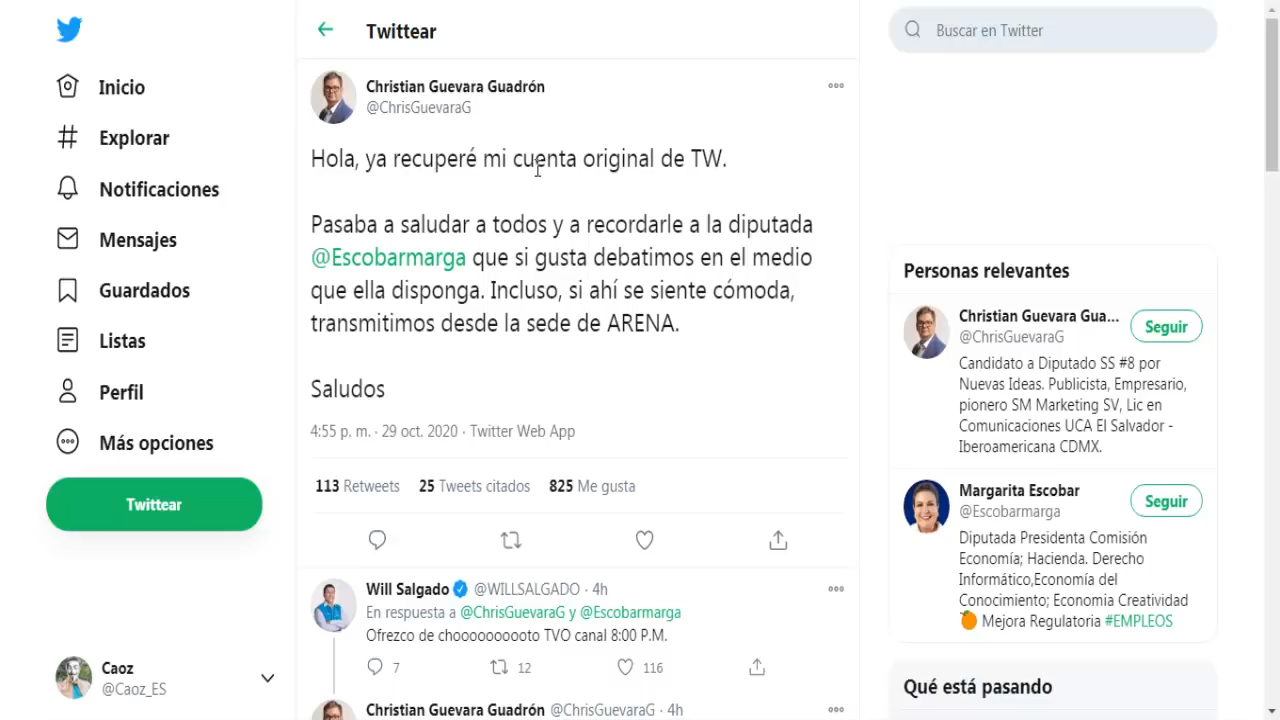 Inicio
Explorar
Notificaciones
Mensajes
Guardados
Listas
Perfil
Más opciones
Twittear
Caoz
@Caoz_ES
Twittear
Christian Guevara Guadrón
@ChrisGuevaraG
Hola, ya recuperé mi cuenta original de TW.
Pasaba a saludar a todos y a recordarle a la diputada
@Escobarmarga que si gusta debatimos en el medio
que ella disponga. Incluso, si ahí se siente cómoda,
transmitimos desde la sede de ARENA.
Saludos
4:55 p. m. · 29 oct. 2020 · Twitter Web App
113 Retweets 25 Tweets citados 825 Me gusta
Will Salgado @WILLSALGADO · 4h
En respuesta a @ChrisGuevaraG y @Escobarmarga
Ofrezco de choooooooooto TVO canal 8:00 P.M.
7 12 116
Christian Guevara Guadrón @ChrisGuevaraG · 4h
Buscar en Twitter
Personas relevantes
Christian Guevara Gua...
@ChrisGuevaraG
Seguir
Candidato a Diputado SS #8 por
Nuevas Ideas. Publicista, Empresario,
pionero SM Marketing SV, Lic en
Comunicaciones UCA El Salvador -
Iberoamericana CDMX.
Margarita Escobar
@Escobarmarga
Seguir
Diputada Presidenta Comisión
Economía; Hacienda. Derecho
Informático,Economía del
Conocimiento; Economia Creatividad
🍊 Mejora Regulatoria #EMPLEOS
Qué está pasando